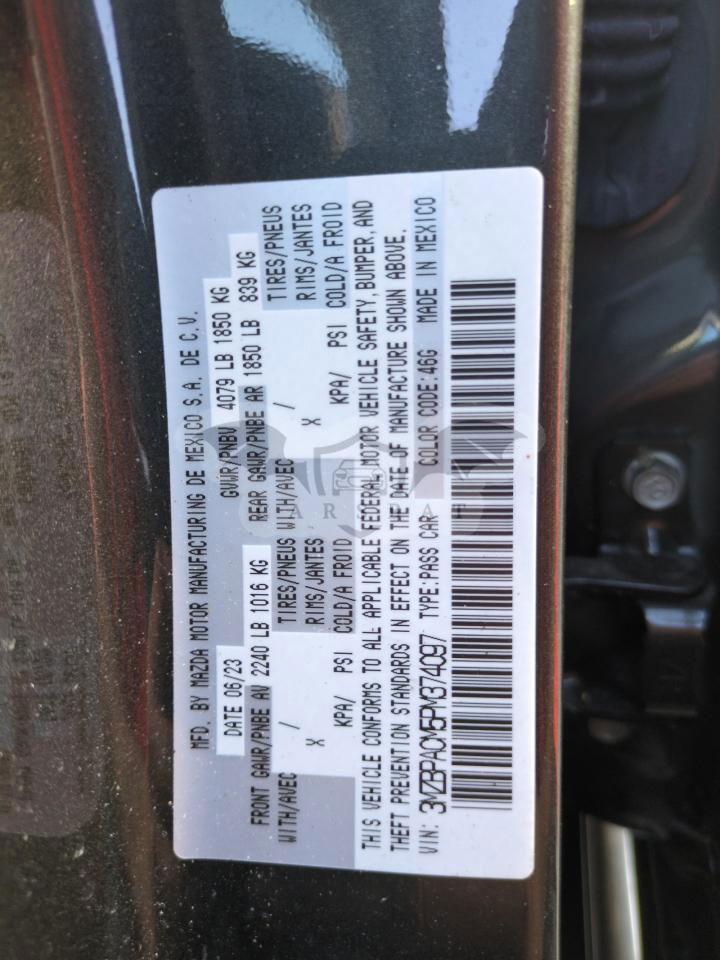 MFD. BY MAZDA MOTOR MANUFACTURING DE MEXICO S.A. DE C.V.
DATE 06/23 GVWR/PNBV 4079 LB 1850 KG
FRONT GAWR/PNBE AV 2240 LB 1016 KG REAR GAWR/PNBE AR 1850 LB 839 KG
WITH/AVEC / TIRES/PNEUS WITH/AVEC / TIRES/PNEUS
X RIMS/JANTES X RIMS/JANTES
KPA/ PSI COLD/A FROID KPA/ PSI COLD/A FROID
THIS VEHICLE CONFORMS TO ALL APPLICABLE FEDERAL MOTOR VEHICLE SAFETY, BUMPER, AND
THEFT PREVENTION STANDARDS IN EFFECT ON THE DATE OF MANUFACTURE SHOWN ABOVE.
VIN: 3MZBPACM5PM374097 TYPE:PASS CAR COLOR CODE:46G MADE IN MEXICO